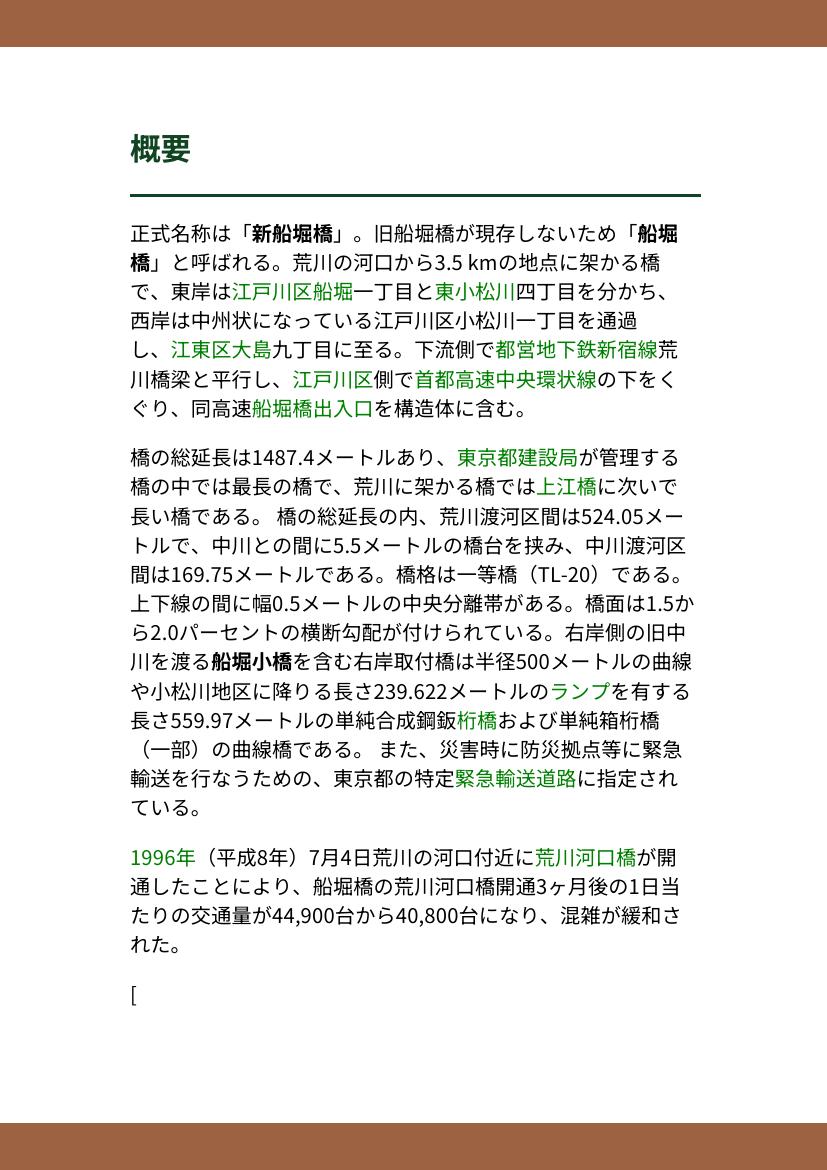 概要
正式名称は「新船堀橋」。旧船堀橋が現存しないため「船堀
橋」と呼ばれる。荒川の河口から3.5 kmの地点に架かる橋
で、東岸は江戸川区船堀一丁目と東小松川四丁目を分かち、
西岸は中州状になっている江戸川区小松川一丁目を通過
し、江東区大島九丁目に至る。下流側で都営地下鉄新宿線荒
川橋梁と平行し、江戸川区側で首都高速中央環状線の下をく
ぐり、同高速船堀橋出入口を構造体に含む。
橋の総延長は1487.4メートルあり、東京都建設局が管理する
橋の中では最長の橋で、荒川に架かる橋では上江橋に次いで
長い橋である。 橋の総延長の内、荒川渡河区間は524.05メー
トルで、中川との間に5.5メートルの橋台を挟み、中川渡河区
間は169.75メートルである。橋格は一等橋（TL-20）である。
上下線の間に幅0.5メートルの中央分離帯がある。橋面は1.5か
ら2.0パーセントの横断勾配が付けられている。右岸側の旧中
川を渡る船堀小橋を含む右岸取付橋は半径500メートルの曲線
や小松川地区に降りる長さ239.622メートルのランプを有する
長さ559.97メートルの単純合成鋼鈑桁橋および単純箱桁橋
（一部）の曲線橋である。 また、災害時に防災拠点等に緊急
輸送を行なうための、東京都の特定緊急輸送道路に指定され
ている。
1996年（平成8年）7月4日荒川の河口付近に荒川河口橋が開
通したことにより、船堀橋の荒川河口橋開通3ヶ月後の1日当
たりの交通量が44,900台から40,800台になり、混雑が緩和さ
れた。
[